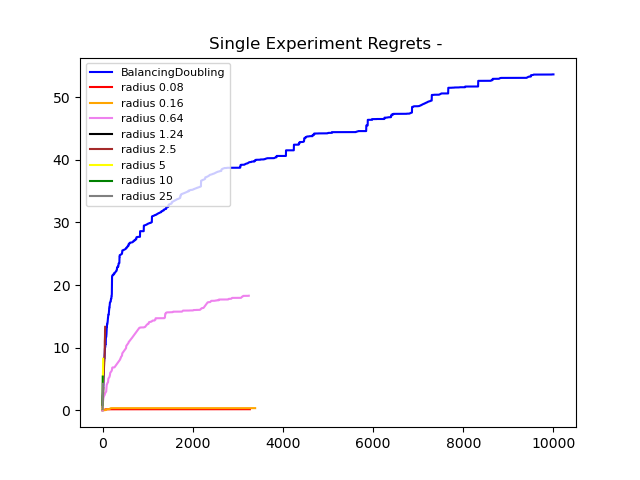 Single Experiment Regrets -
BalancingDoubling
radius 0.08
radius 0.16
radius 0.64
radius 1.24
radius 2.5
radius 5
radius 10
radius 25
50
40
30
20
10
0
0 2000 4000 6000 8000 10000